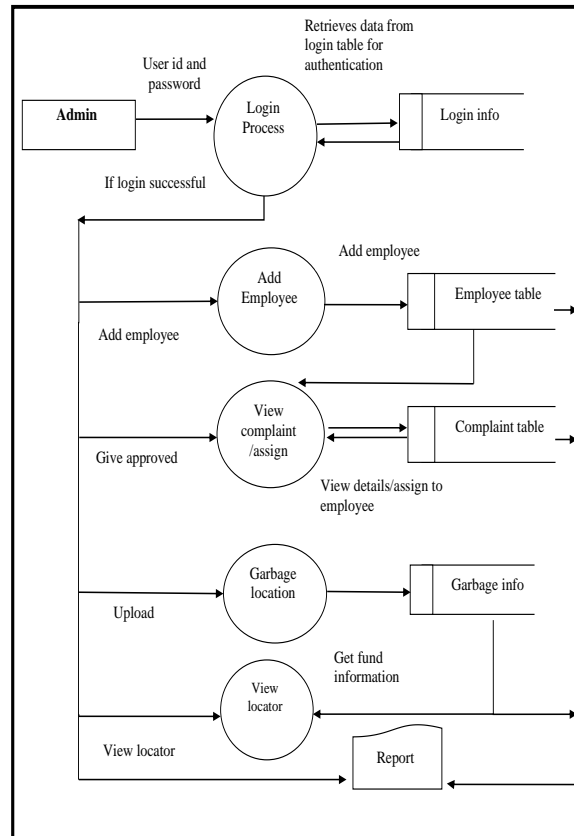 Retrieves data from
login table for
authentication
User id and
password
Admin
Login
Process
Login info
If login successful
Add employee
Add
Employee
Employee table
Add employee
View
complaint
/assign
Complaint table
Give approved
View details/assign to
employee
Garbage
location
Garbage info
Upload
Get fund
information
View
locator
View locator
Report